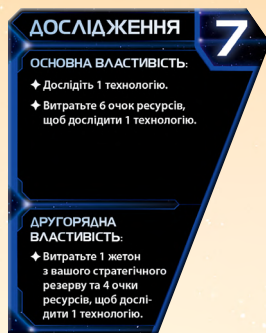 ДОСЛІДЖЕННЯ 7
ОСНОВНА ВЛАСТИВІСТЬ:
✦ Дослідіть 1 технологію.
✦ Витратьте 6 очок ресурсів,
щоб дослідити 1 технологію.
ДРУГОРЯДНА
ВЛАСТИВІСТЬ:
✦ Витратьте 1 жетон
з вашого стратегічного
резерву та 4 очки
ресурсів, щоб дослі-
дити 1 технологію.